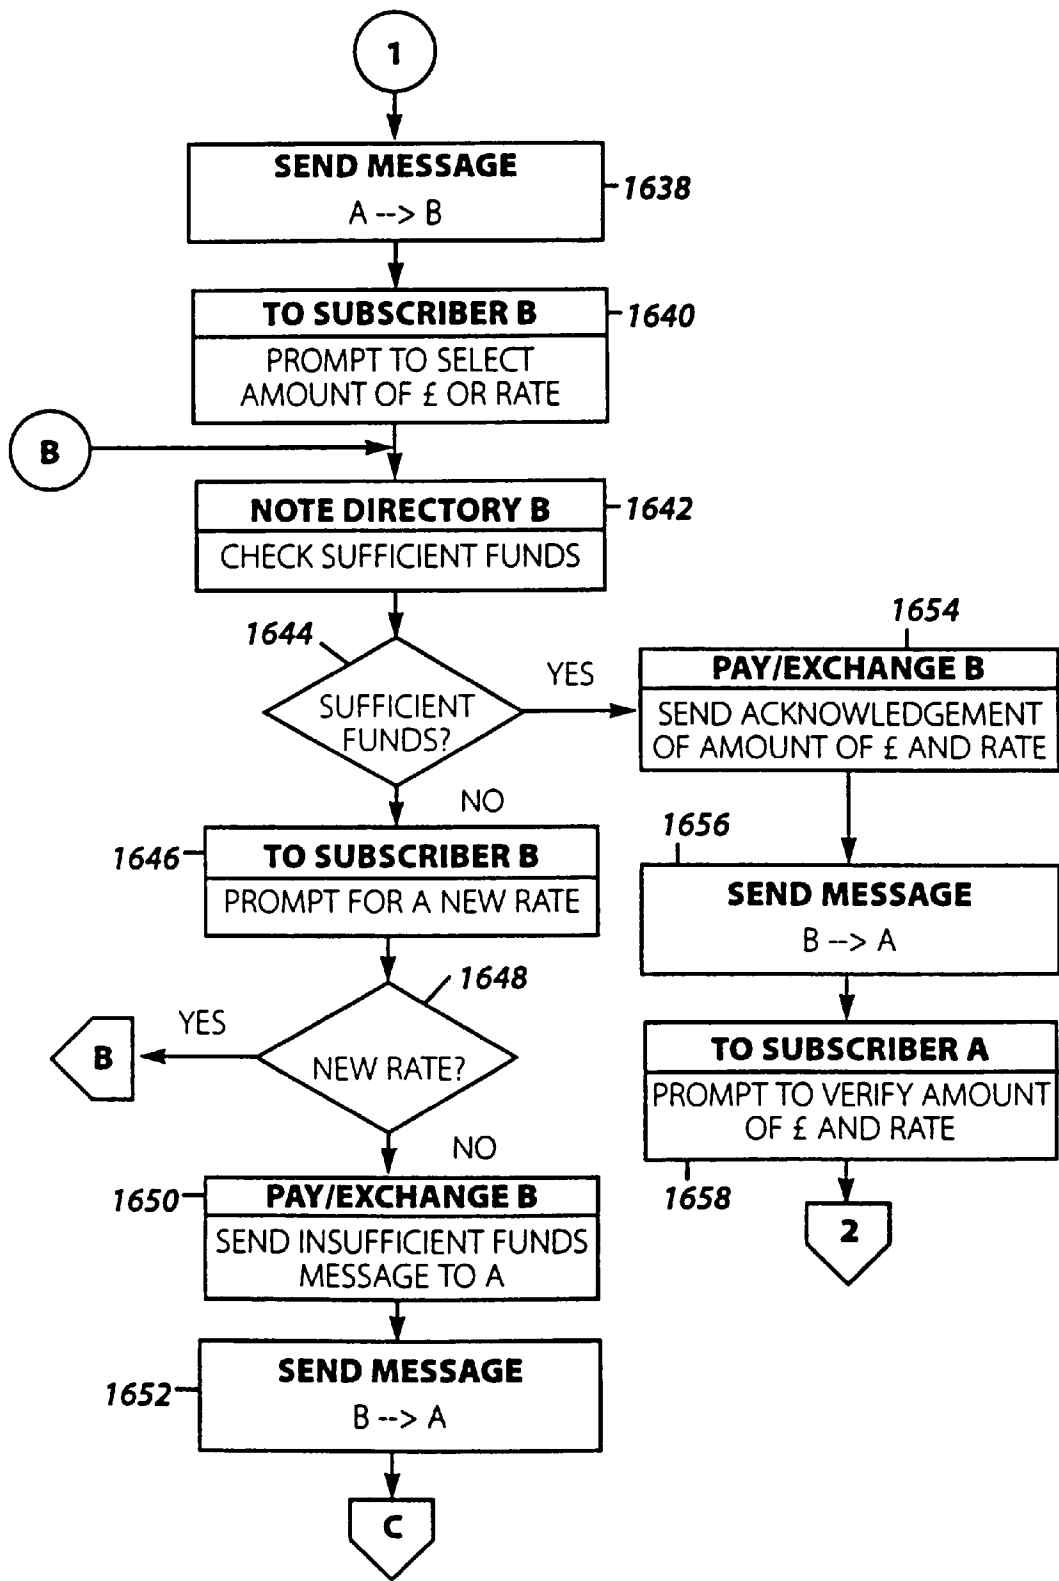 1
SEND MESSAGE
A --> B
1638
TO SUBSCRIBER B
1640
PROMPT TO SELECT
AMOUNT OF £ OR RATE
B
NOTE DIRECTORY B
1642
CHECK SUFFICIENT FUNDS
1644
SUFFICIENT
FUNDS?
YES
NO
1654
PAY/EXCHANGE B
SEND ACKNOWLEDGEMENT
OF AMOUNT OF £ AND RATE
1646
TO SUBSCRIBER B
PROMPT FOR A NEW RATE
1656
SEND MESSAGE
B --> A
1648
NEW RATE?
YES
B
NO
TO SUBSCRIBER A
PROMPT TO VERIFY AMOUNT
OF £ AND RATE
1658
2
1650
PAY/EXCHANGE B
SEND INSUFFICIENT FUNDS
MESSAGE TO A
SEND MESSAGE
1652
B --> A
C